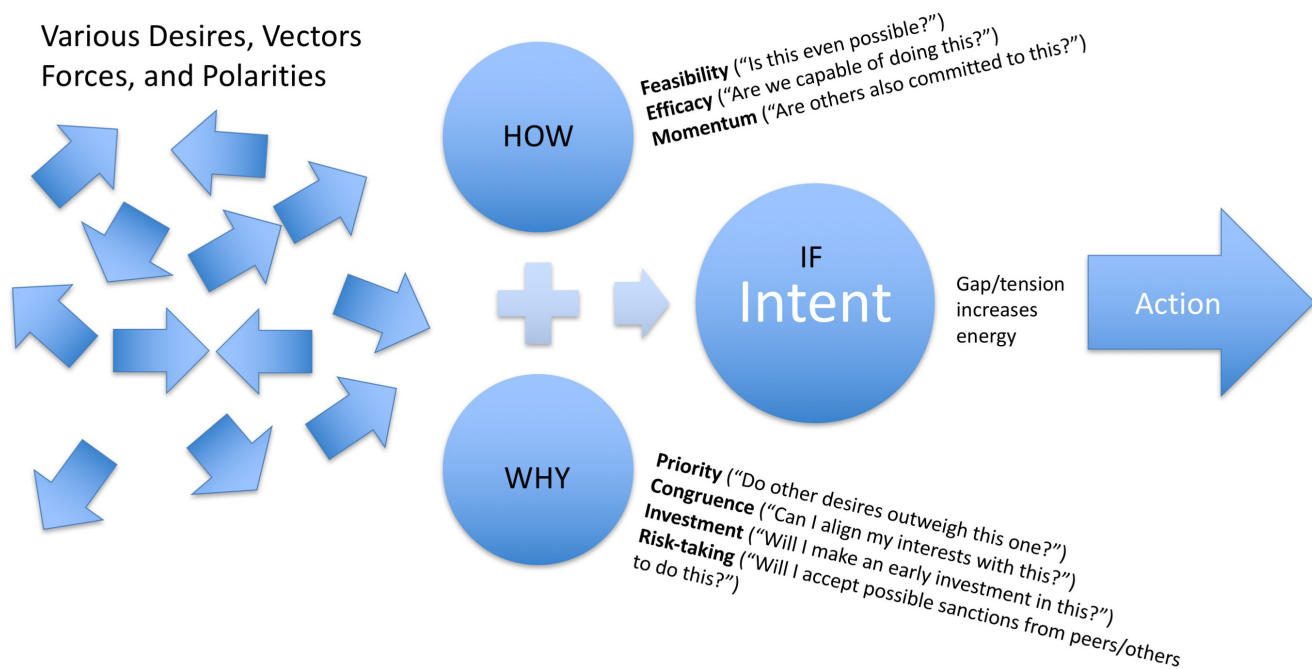 Various Desires, Vectors
Forces, and Polarities
HOW
Feasibility (“Is this even possible?”)
Efficacy (“Are we capable of doing this?”)
Momentum (“Are others also committed to this?”)
IF
Intent
Gap/tension
increases
energy
Action
WHY
Priority (“Do other desires outweigh this one?”)
Congruence (“Can I align my interests with this?”)
Investment (“Will I make an early investment in this?”)
Risk-taking (“Will I accept possible sanctions from peers/others
to do this?”)